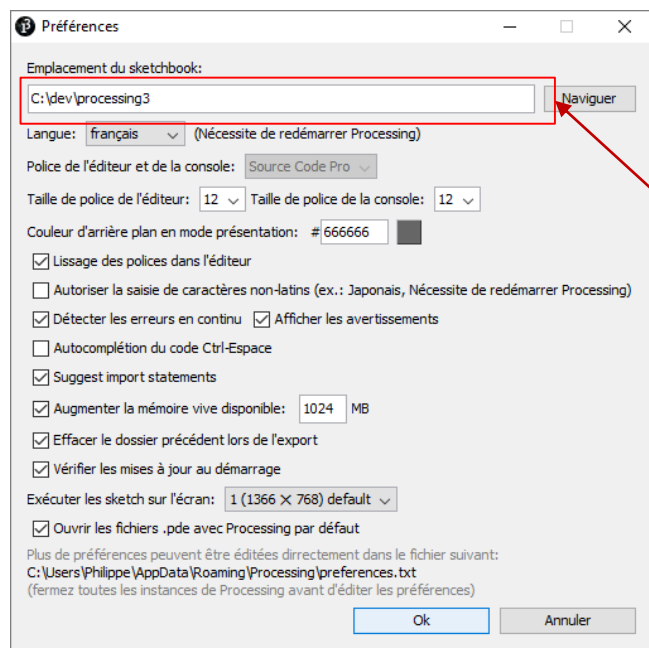 Préférences
Emplacement du sketchbook:
C:\dev\processing3 Naviguer
Langue: français (Nécessite de redémarrer Processing)
Police de l'éditeur et de la console: Source Code Pro
Taille de police de l'éditeur: 12 Taille de police de la console: 12
Couleur d'arrière plan en mode présentation: # 666666
Lissage des polices dans l'éditeur
Autoriser la saisie de caractères non-latins (ex.: Japonais, Nécessite de redémarrer Processing)
Détecter les erreurs en continu Afficher les avertissements
Autocomplétion du code Ctrl-Espace
Suggest import statements
Augmenter la mémoire vive disponible: 1024 MB
Effacer le dossier précédent lors de l'export
Vérifier les mises à jour au démarrage
Exécuter les sketch sur l'écran: 1 (1366 × 768) default
Ouvrir les fichiers .pde avec Processing par défaut
Plus de préférences peuvent être éditées dirrectement dans le fichier suivant:
C:\Users\Philippe\AppData\Roaming\Processing\preferences.txt
(fermez toutes les instances de Processing avant d'éditer les préférences)
Ok Annuler